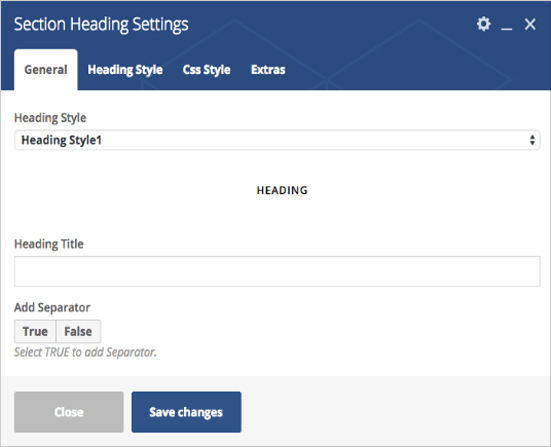 Section Heading Settings
General Heading Style Css Style Extras
Heading Style
Heading Style1
HEADING
Heading Title
Add Separator
True False
Select TRUE to add Separator.
Close Save changes